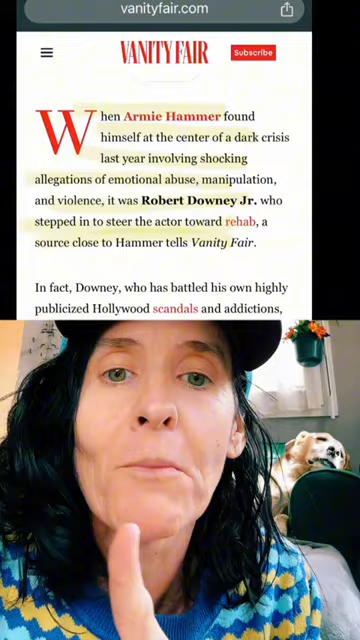 vanityfair.com
VANITY FAIR
Subscribe
When Armie Hammer found
himself at the center of a dark crisis
last year involving shocking
allegations of emotional abuse, manipulation,
and violence, it was Robert Downey Jr. who
stepped in to steer the actor toward rehab, a
source close to Hammer tells Vanity Fair.
In fact, Downey, who has battled his own highly
publicized Hollywood scandals and addictions,